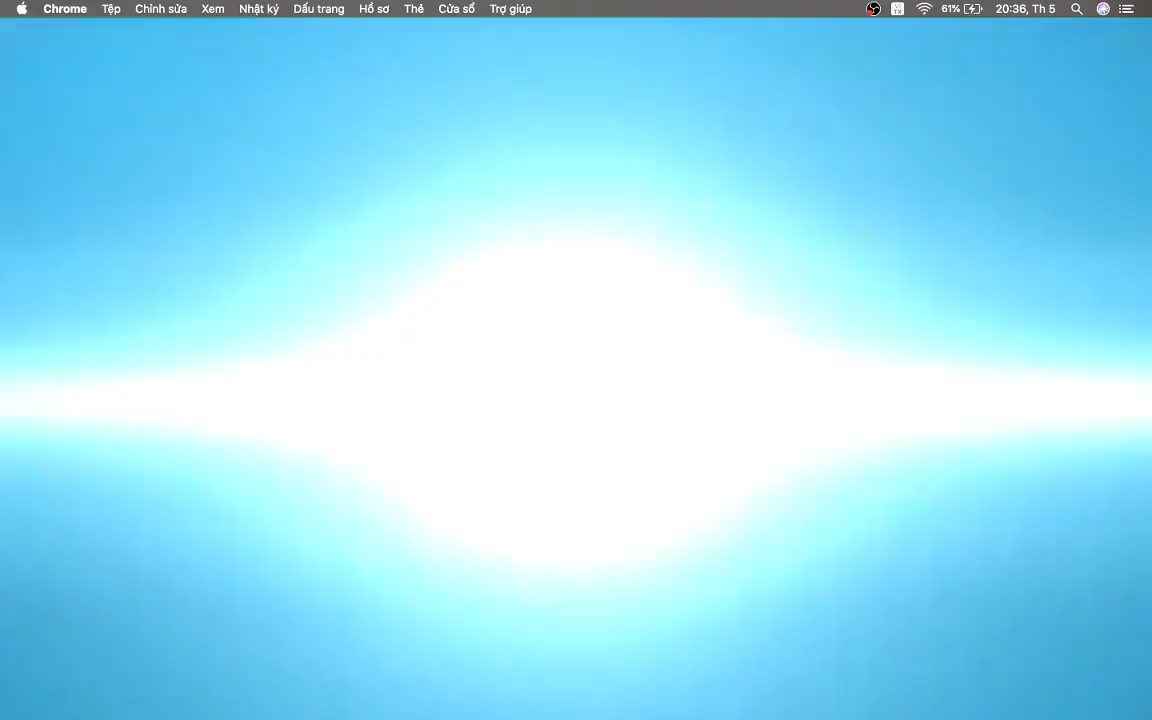 Chrome Tệp Chỉnh sửa Xem Nhật ký Dấu trang Hồ sơ Thẻ Cửa sổ Trợ giúp 61% 20:36, Th 5